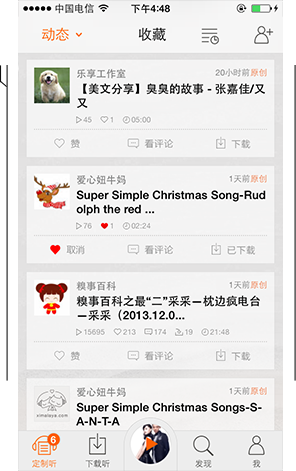 中国电信 下午4:48
动态 收藏
乐享工作室 20小时前 原创
【美文分享】臭臭的故事 - 张嘉佳/又
又
45 1 05:00
赞 看评论 下载
爱心妞牛妈 1天前 原创
Super Simple Christmas Song-Rud
olph the red ...
76 1 02:24
取消 看评论 已下载
糗事百科 1天前 原创
糗事百科之最“二”采采－枕边疯电台
－采采（2013.12.0...
15695 213 174 19 21:48
赞 看评论 下载
爱心妞牛妈 1天前 原创
Super Simple Christmas Songs-S-
A-N-T-A
ximalaya.com
6
定制听 下载听 发现 我